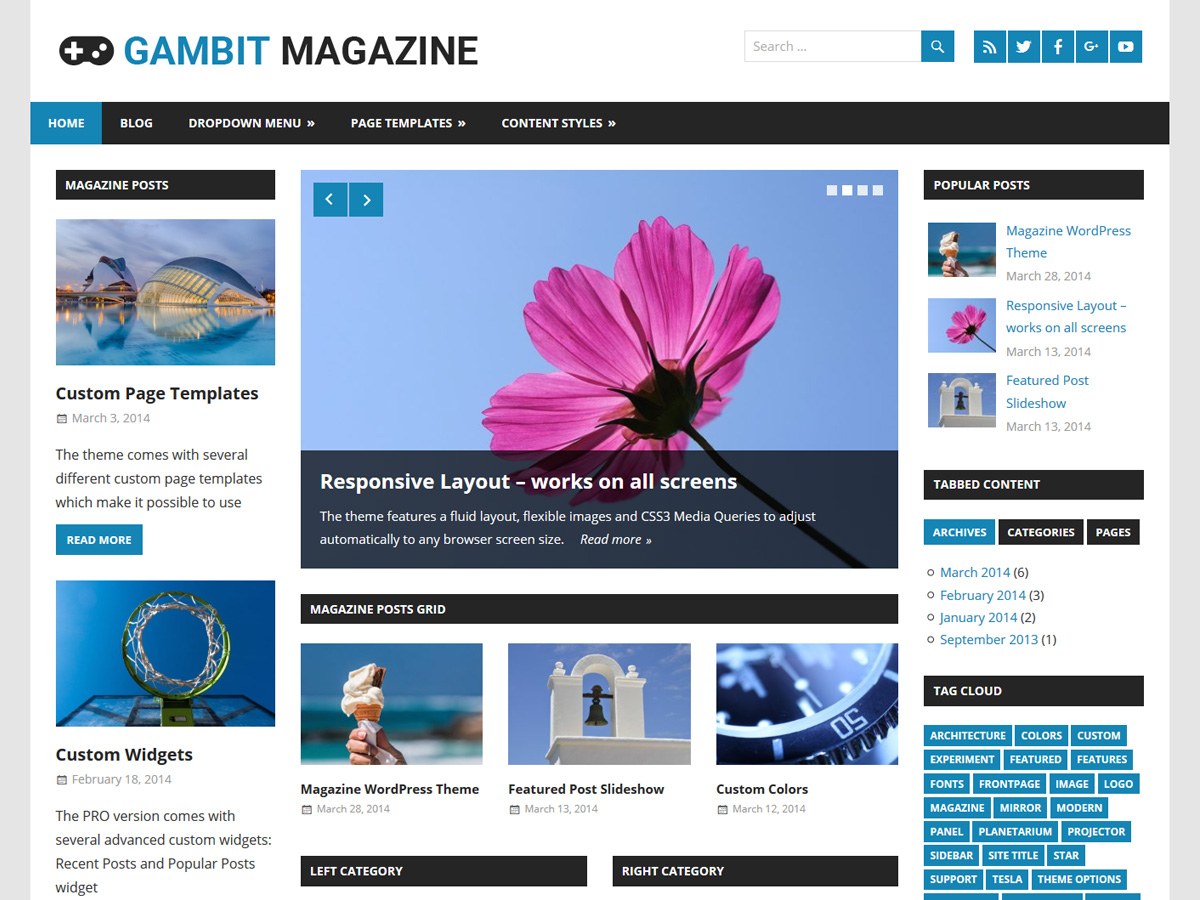 GAMBIT MAGAZINE
Search ...
HOME
BLOG
DROPDOWN MENU »
PAGE TEMPLATES »
CONTENT STYLES »
MAGAZINE POSTS
Custom Page Templates
March 3, 2014
The theme comes with several
different custom page templates
which make it possible to use
READ MORE
Custom Widgets
February 18, 2014
The PRO version comes with
several advanced custom widgets:
Recent Posts and Popular Posts
widget
Responsive Layout – works on all screens
The theme features a fluid layout, flexible images and CSS3 Media Queries to adjust
automatically to any browser screen size. Read more »
MAGAZINE POSTS GRID
Magazine WordPress Theme
March 28, 2014
Featured Post Slideshow
March 13, 2014
50
Custom Colors
March 12, 2014
LEFT CATEGORY
RIGHT CATEGORY
POPULAR POSTS
Magazine WordPress
Theme
March 28, 2014
Responsive Layout –
works on all screens
March 13, 2014
Featured Post
Slideshow
March 13, 2014
TABBED CONTENT
ARCHIVES CATEGORIES PAGES
March 2014 (6)
February 2014 (3)
January 2014 (2)
September 2013 (1)
TAG CLOUD
ARCHITECTURE COLORS CUSTOM
EXPERIMENT FEATURED FEATURES
FONTS FRONTPAGE IMAGE LOGO
MAGAZINE MIRROR MODERN
PANEL PLANETARIUM PROJECTOR
SIDEBAR SITE TITLE STAR
SUPPORT TESLA THEME OPTIONS